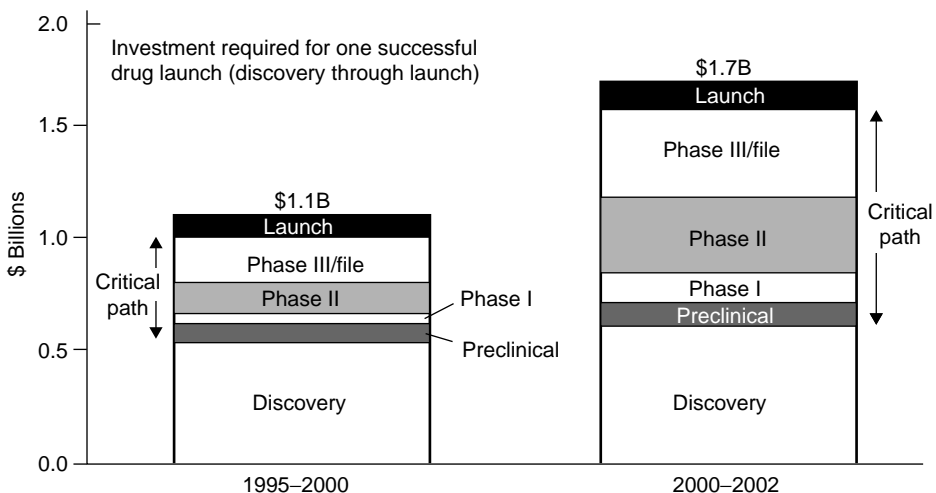 2.0
Investment required for one successful
drug launch (discovery through launch)
$1.7B
Launch
1.5
Phase III/file
$1.1B
Launch
Critical
path
$ Billions
1.0
Phase II
Phase III/file
Critical
path
Phase II
Phase I
Phase I
Preclinical
Preclinical
0.5
Discovery
Discovery
0.0
1995–2000
2000–2002